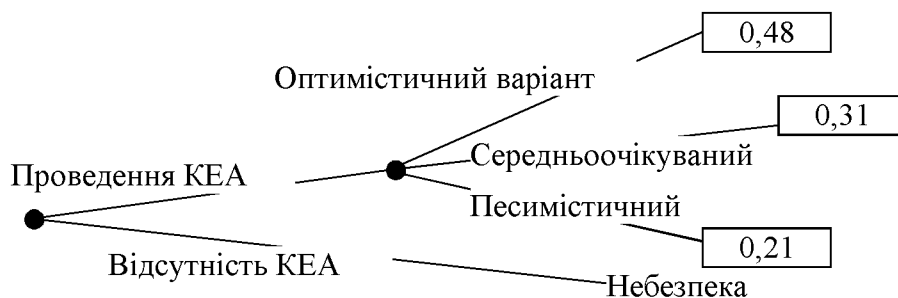 0,48
Оптимістичний варіант
0,31
Середньоочікуваний
Проведення КЕА
Песимістичний
0,21
Відсутність КЕА
Небезпека